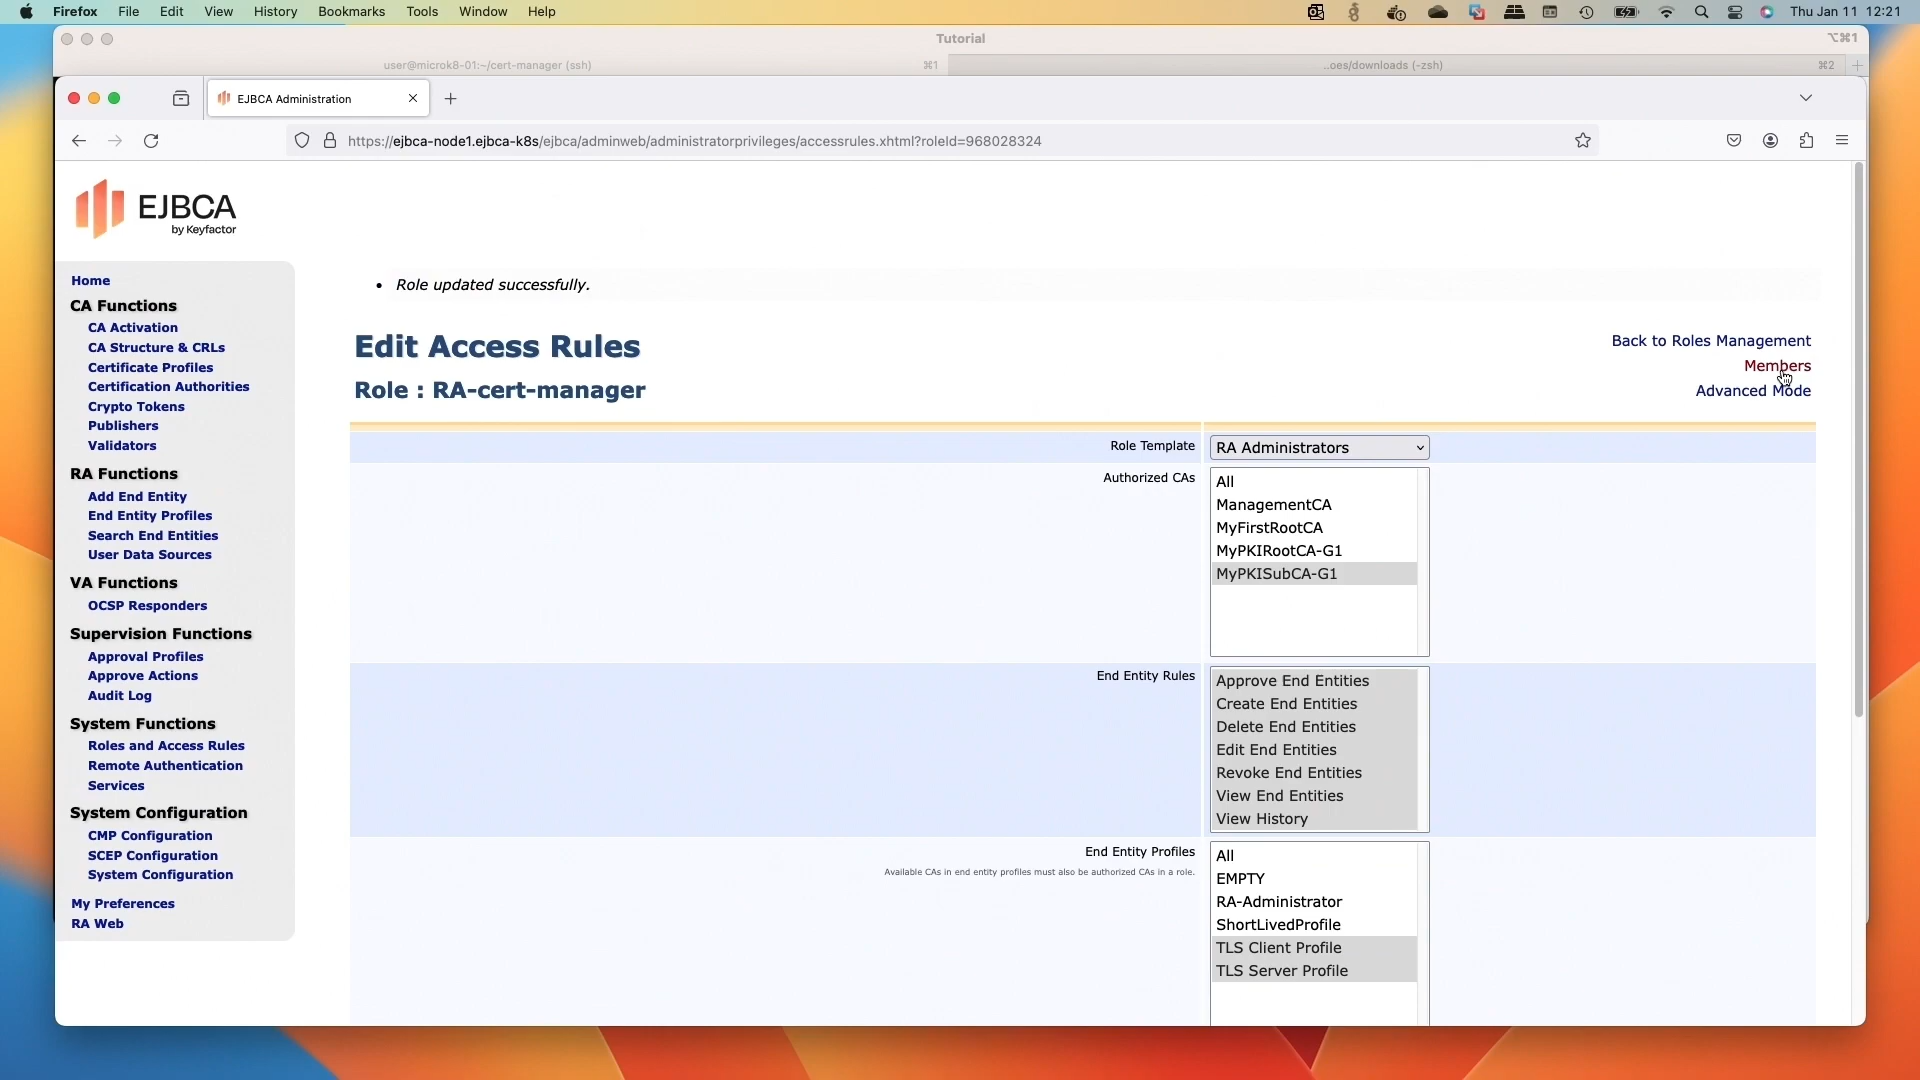 Firefox File Edit View History Bookmarks Tools Window Help Thu Jan 11 12:21
Tutorial ⌥⌘1
user@microk8-01:~/cert-manager (ssh) ⌘1 ..oes/downloads (-zsh) ⌘2
EJBCA Administration
https://ejbca-node1.ejbca-k8s/ejbca/adminweb/administratorprivileges/accessrules.xhtml?roleId=968028324
EJBCA
by Keyfactor
Home
CA Functions
CA Activation
CA Structure & CRLs
Certificate Profiles
Certification Authorities
Crypto Tokens
Publishers
Validators
RA Functions
Add End Entity
End Entity Profiles
Search End Entities
User Data Sources
VA Functions
OCSP Responders
Supervision Functions
Approval Profiles
Approve Actions
Audit Log
System Functions
Roles and Access Rules
Remote Authentication
Services
System Configuration
CMP Configuration
SCEP Configuration
System Configuration
My Preferences
RA Web
• Role updated successfully.
Edit Access Rules
Role : RA-cert-manager
Back to Roles Management
Members
Advanced Mode
Role Template RA Administrators
Authorized CAs
All
ManagementCA
MyFirstRootCA
MyPKIRootCA-G1
MyPKISubCA-G1
End Entity Rules
Approve End Entities
Create End Entities
Delete End Entities
Edit End Entities
Revoke End Entities
View End Entities
View History
End Entity Profiles
Available CAs in end entity profiles must also be authorized CAs in a role.
All
EMPTY
RA-Administrator
ShortLivedProfile
TLS Client Profile
TLS Server Profile